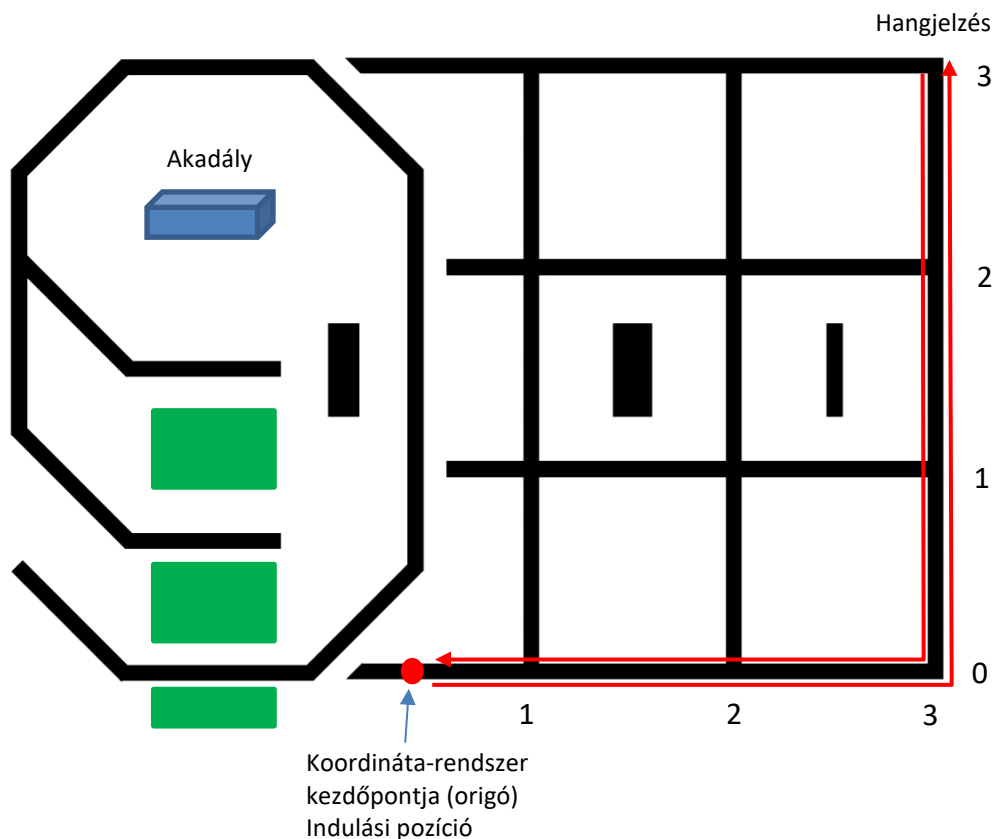 Hangjelzés
3
Akadály
2
1
0
1
2
3
Koordináta-rendszer
kezdőpontja (origó)
Indulási pozíció